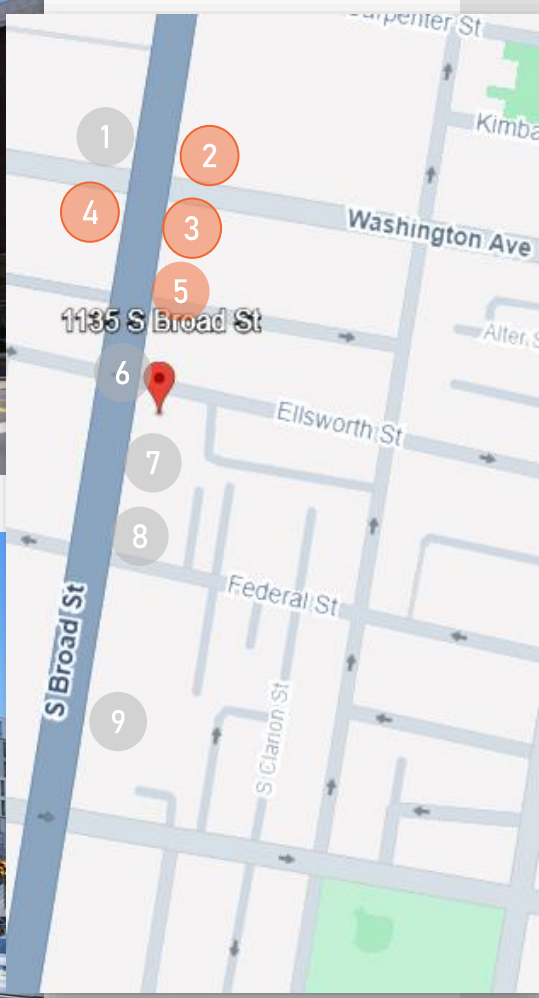 Carpenter St
Kimba
1
2
4
3
Washington Ave
5
1135 S Broad St
Alter S
6
Ellsworth St
7
8
Federal St
S Broad St
S Clarion St
9